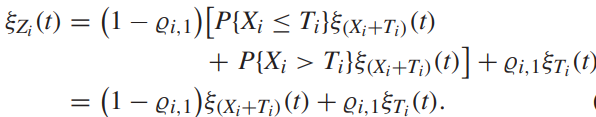 ξ_{Z_i}(t) = (1 − ϱ_{i,1})[P{X_i ≤ T_i}ξ_{(X_i+T_i)}(t)
+ P{X_i > T_i}ξ_{(X_i+T_i)}(t)] + ϱ_{i,1}ξ_{T_i}(t)
= (1 − ϱ_{i,1})ξ_{(X_i+T_i)}(t) + ϱ_{i,1}ξ_{T_i}(t).